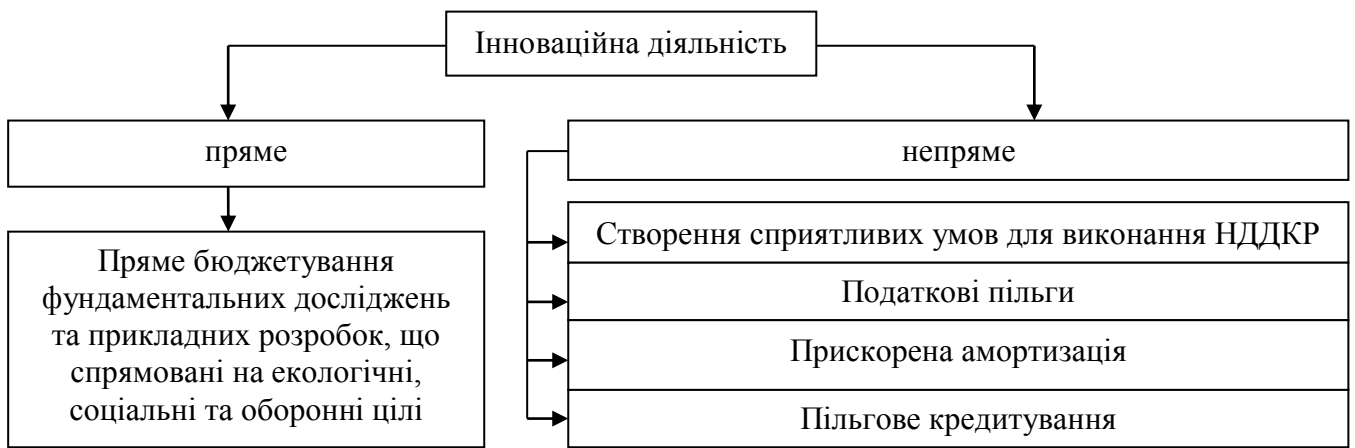 Інноваційна діяльність
пряме
непряме
Пряме бюджетування
фундаментальних досліджень
та прикладних розробок, що
спрямовані на екологічні,
соціальні та оборонні цілі
Створення сприятливих умов для виконання НДДКР
Податкові пільги
Прискорена амортизація
Пільгове кредитування